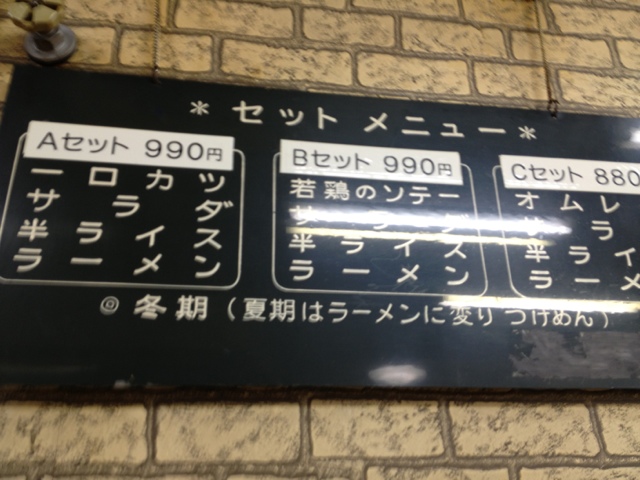 ＊ セット メニュー＊
Aセット 990円
一口カツ
サラダ
半ライス
ラーメン
Bセット 990円
若鶏のソテー
サラダ
半ライス
ラーメン
Cセット 880
オムレ
サラ
半ライ
ラーメ
◎ 冬期 (夏期はラーメンに変り つけめん)